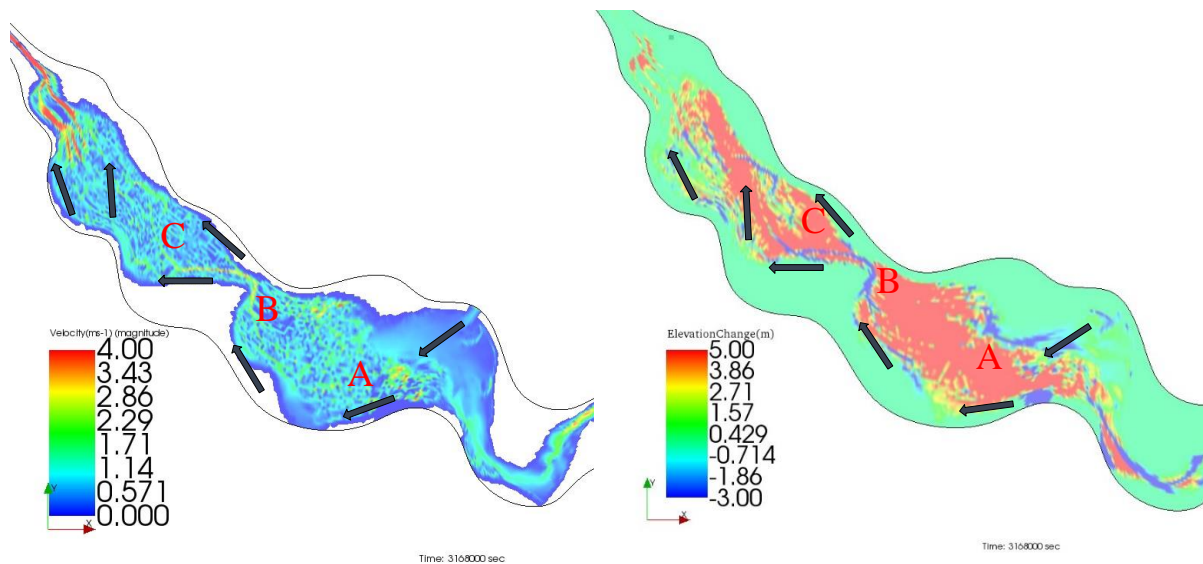 C
B
A
Velocity(ms-1) (magnitude)
4.00
3.43
2.86
2.29
1.71
1.14
0.571
0.000
Y
X
Time: 3168000 sec
C
B
A
ElevationChange(m)
5.00
3.86
2.71
1.57
0.429
-0.714
-1.86
-3.00
Y
X
Time: 3168000 sec